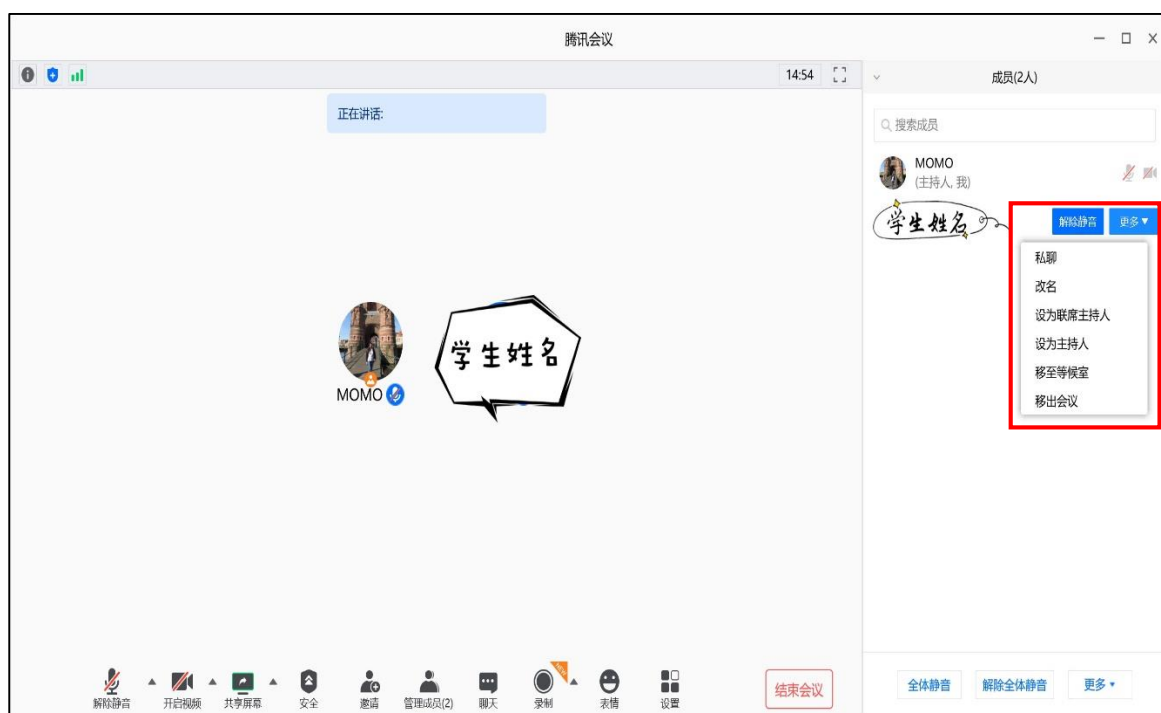 腾讯会议
14:54
成员(2人)
正在讲话:
搜索成员
MOMO
(主持人, 我)
学生姓名
解除静音 更多
私聊
改名
设为联席主持人
设为主持人
移至等候室
移出会议
学生姓名
MOMO
解除静音 开启视频 共享屏幕 安全 邀请 管理成员(2) 聊天 录制 表情 设置
结束会议
全体静音 解除全体静音 更多